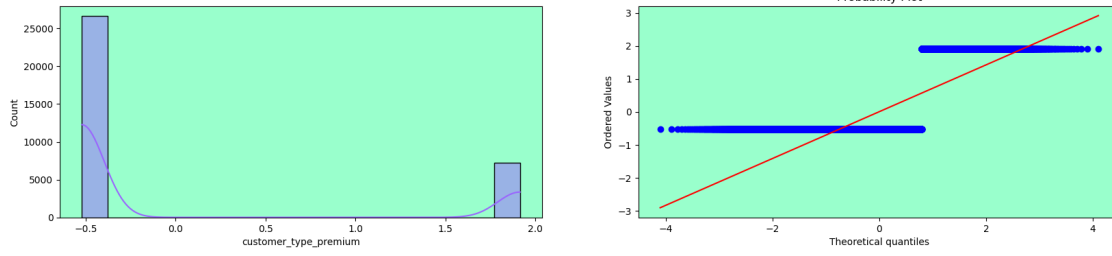 25000
20000
15000
10000
5000
0
Count
−0.5 0.0 0.5 1.0 1.5 2.0
customer_type_premium
3
2
1
0
−1
−2
−3
Ordered Values
−4 −2 0 2 4
Theoretical quantiles